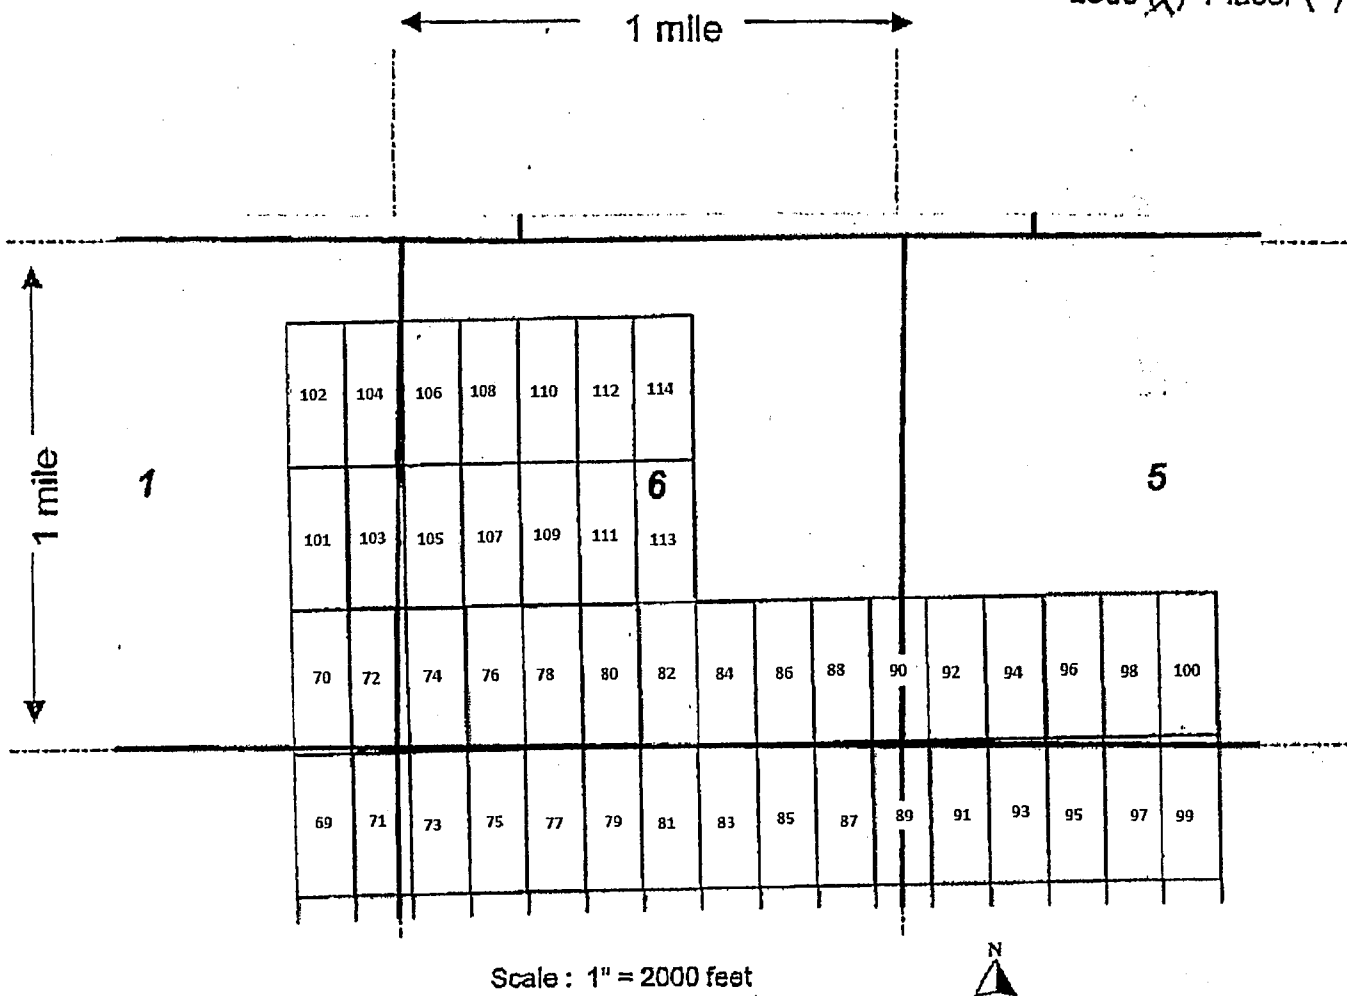 1 mile
102 104 106 108 110 112 114
1 mile
1 6 5
101 103 105 107 109 111 113
70 72 74 76 78 80 82 84 86 88 90 92 94 96 98 100
69 71 73 75 77 79 81 83 85 87 89 91 93 95 97 99
N
Scale : 1" = 2000 feet